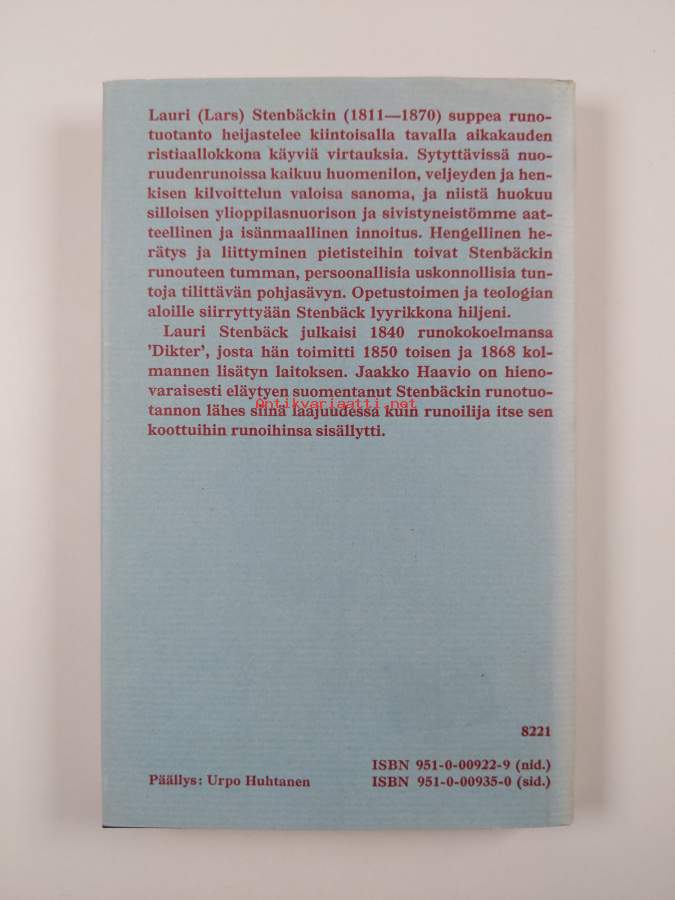 Lauri (Lars) Stenbäckin (1811—1870) suppea runo-
tuotanto heijastelee kiintoisalla tavalla aikakauden
ristiaallokkona käyviä virtauksia. Sytyttävissä nuo-
ruudenrunoissa kaikuu huomenilon, veljeyden ja hen-
kisen kilvoittelun valoisa sanoma, ja niistä huokuu
silloisen ylioppilasnuorison ja sivistyneistömme aat-
teellinen ja isänmaallinen innoitus. Hengellinen he-
rätys ja liittyminen pietisteihin toivat Stenbäckin
runouteen tumman, persoonallisia uskonnollisia tun-
toja tilittävän pohjasävyn. Opetustoimen ja teologian
aloille siirryttyään Stenbäck lyyrikkona hiljeni.
Lauri Stenbäck julkaisi 1840 runokokoelmansa
'Dikter', josta hän toimitti 1850 toisen ja 1868 kol-
mannen lisätyn laitoksen. Jaakko Haavio on hieno-
varaisesti eläytyen suomentanut Stenbäckin runotuo-
tannon lähes siinä laajuudessa kuin runoilija itse sen
Antikvariaatti.net
koottuihin runoihinsa sisällytti.
8221
ISBN 951-0-00922-9 (nid.)
Päällys: Urpo Huhtanen ISBN 951-0-00935-0 (sid.)